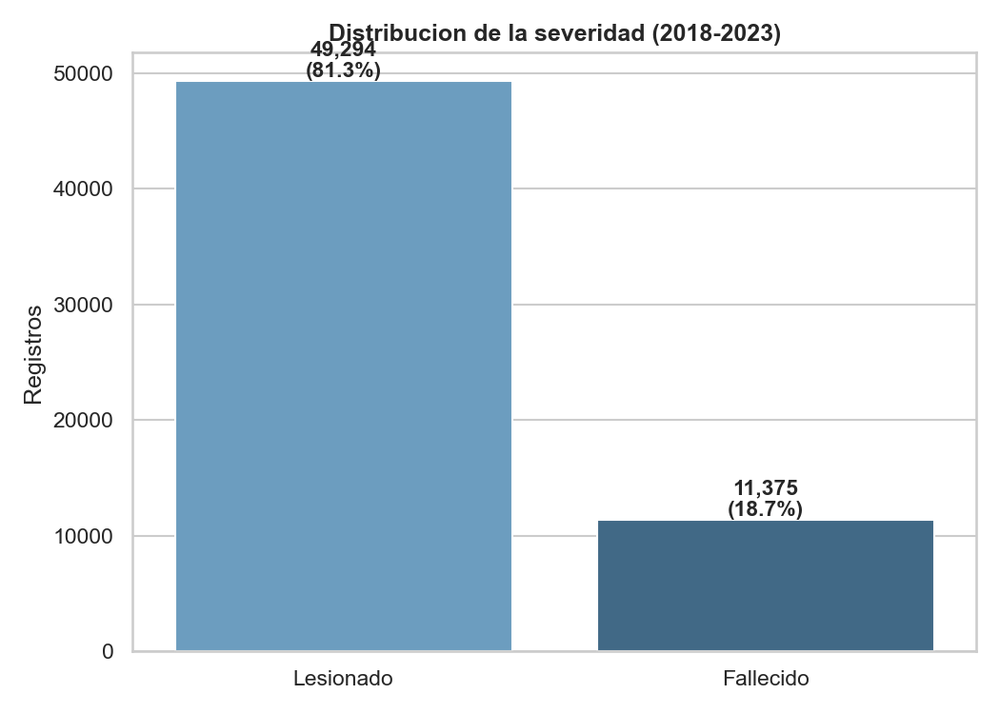 Distribucion de la severidad (2018-2023)
49,294
(81.3%)
11,375
(18.7%)
50000
40000
30000
20000
10000
0
Registros
Lesionado
Fallecido